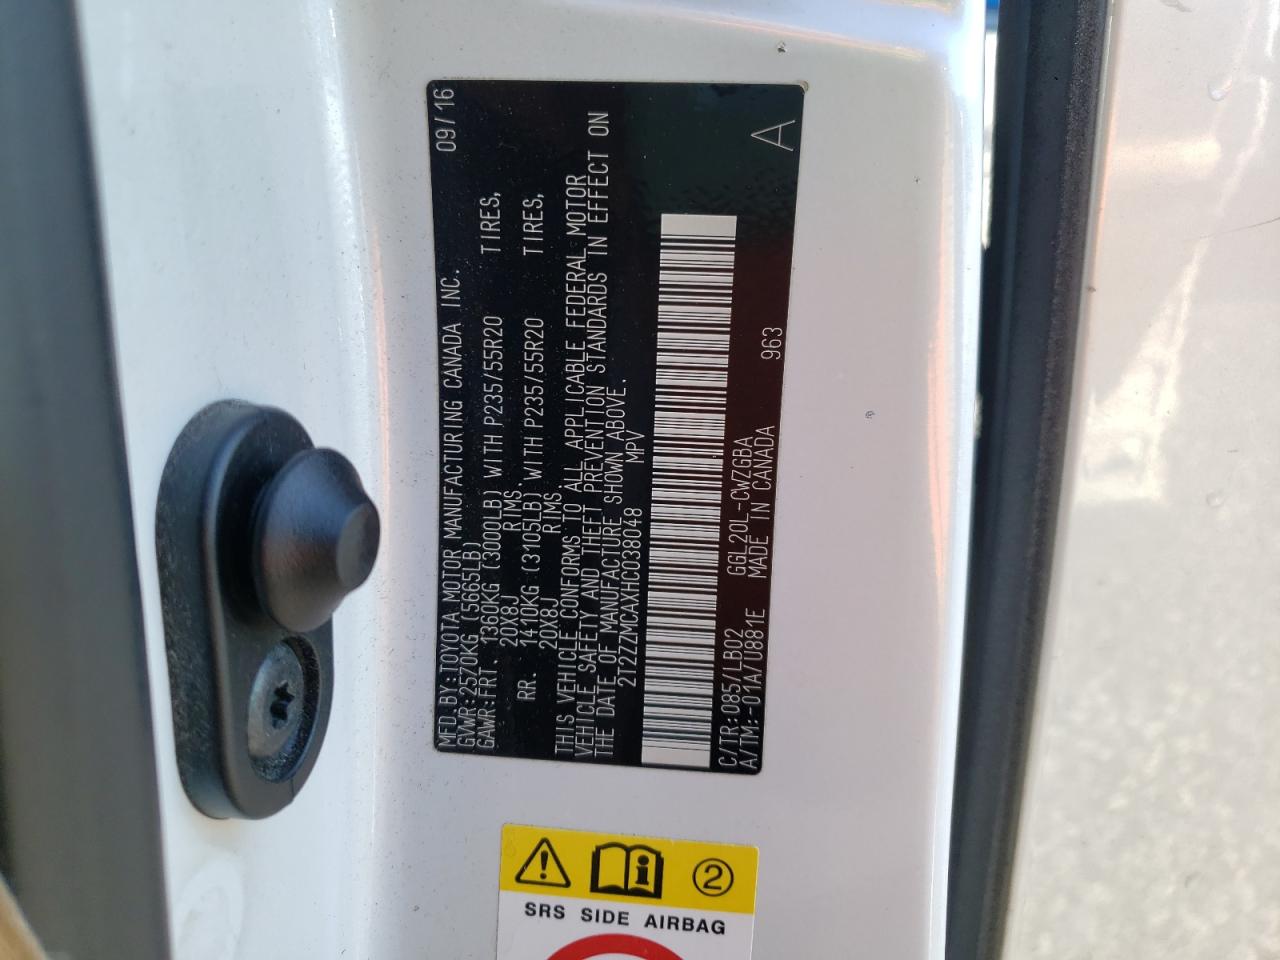 MFD.BY:TOYOTA MOTOR MANUFACTURING CANADA INC. 09/16
GVWR:2570KG (5665LB)
GAWR:FRT. 1360KG (3000LB) WITH P235/55R20 TIRES,
20X8J RIMS.
RR. 1410KG (3105LB) WITH P235/55R20 TIRES,
20X8J RIMS
THIS VEHICLE CONFORMS TO ALL APPLICABLE FEDERAL MOTOR
VEHICLE SAFETY AND THEFT PREVENTION STANDARDS IN EFFECT ON
THE DATE OF MANUFACTURE SHOWN ABOVE.
2T2ZZMCAXHC038048 MPV
C/TR:085/LB02 GGL20L-CWZGBA
A/TM:-01A/U881E MADE IN CANADA 963 A
2
SRS SIDE AIRBAG